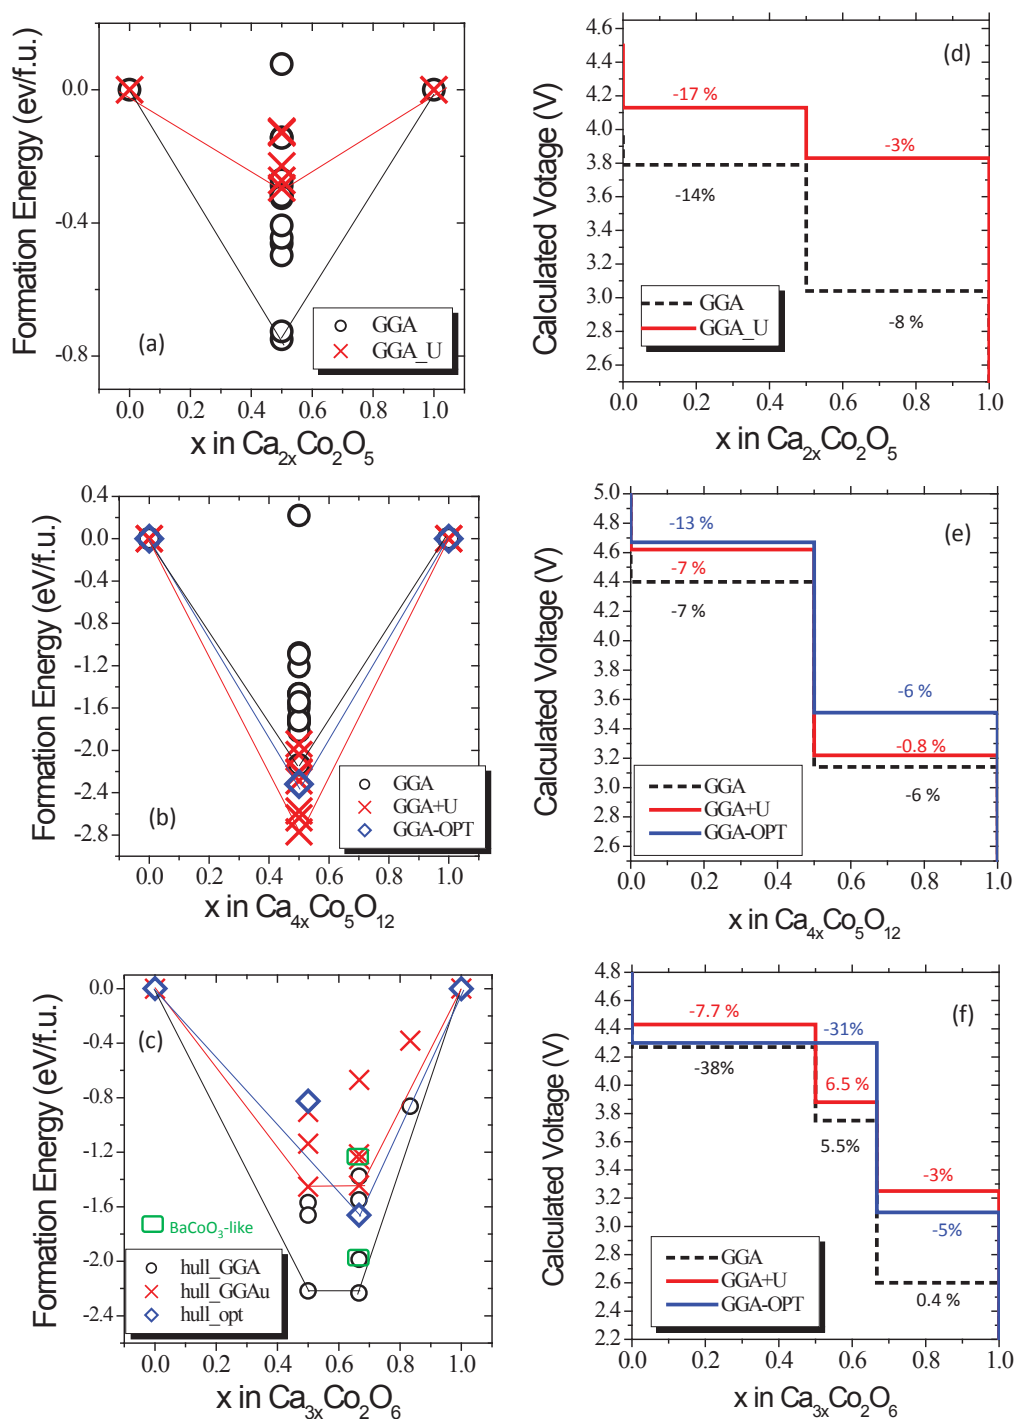 Formation Energy (ev/f.u.)
0.0
-0.4
-0.8
(a)
GGA
GGA_U
0.0 0.2 0.4 0.6 0.8 1.0
x in Ca2xCo2O5
Calculated Votage (V)
4.6
4.4
4.2
4.0
3.8
3.6
3.4
3.2
3.0
2.8
2.6
(d)
-17 %
-3%
-14%
-8 %
GGA
GGA_U
0.0 0.2 0.4 0.6 0.8 1.0
x in Ca2xCo2O5
Formation Energy (eV/f.u.)
0.4
0.0
-0.4
-0.8
-1.2
-1.6
-2.0
-2.4
-2.8
(b)
GGA
GGA+U
GGA-OPT
0.0 0.2 0.4 0.6 0.8 1.0
x in Ca4xCo5O12
Calculated Voltage (V)
5.0
4.8
4.6
4.4
4.2
4.0
3.8
3.6
3.4
3.2
3.0
2.8
2.6
(e)
-13 %
-7 %
-7 %
-6 %
-0.8 %
-6 %
GGA
GGA+U
GGA-OPT
0.0 0.2 0.4 0.6 0.8 1.0
x in Ca4xCo5O12
Formation Energy (eV/f.u.)
0.0
-0.4
-0.8
-1.2
-1.6
-2.0
-2.4
(c)
BaCoO3-like
hull_GGA
hull_GGAu
hull_opt
0.0 0.2 0.4 0.6 0.8 1.0
x in Ca3xCo2O6
Calculated Voltage (V)
4.8
4.6
4.4
4.2
4.0
3.8
3.6
3.4
3.2
3.0
2.8
2.6
2.4
2.2
(f)
-7.7 %
-31%
-38%
6.5 %
5.5%
-3%
-5%
0.4 %
GGA
GGA+U
GGA-OPT
0.0 0.2 0.4 0.6 0.8 1.0
x in Ca3xCo2O6